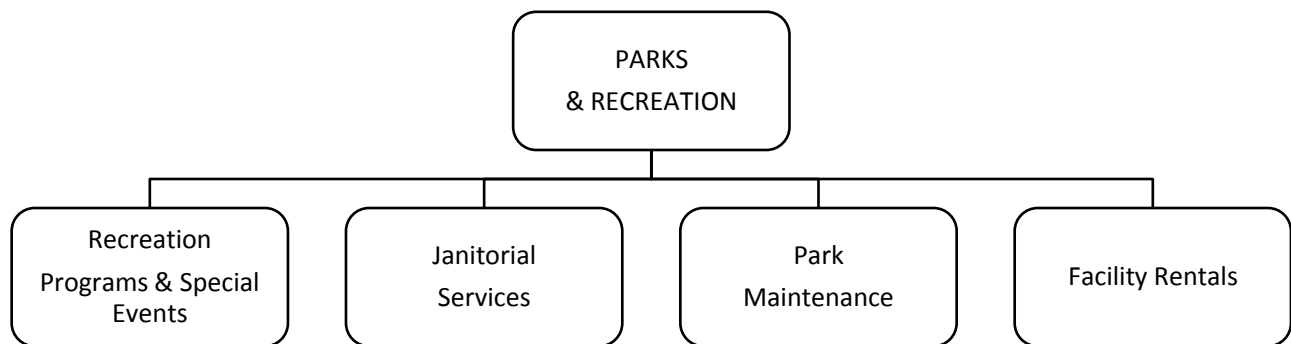 PARKS
& RECREATION
Recreation
Programs & Special
Events
Janitorial
Services
Park
Maintenance
Facility Rentals